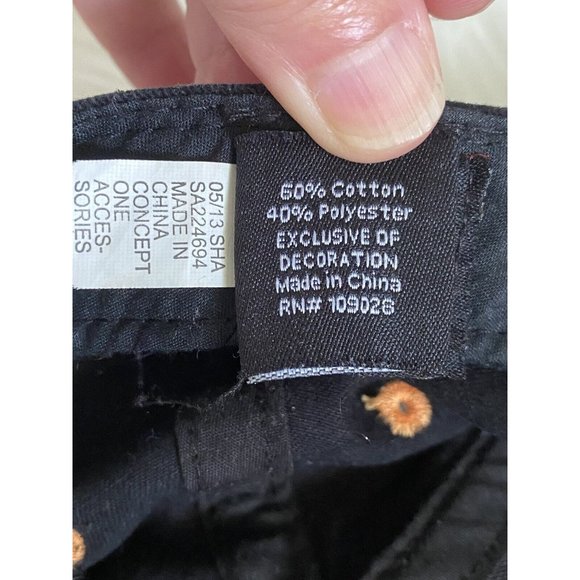 05/13 SHA
SA224694
MADE IN
CHINA
CONCEPT
ONE
ACCES-
SORIES
60% Cotton
40% Polyester
EXCLUSIVE OF
DECORATION
Made in China
RN# 109026